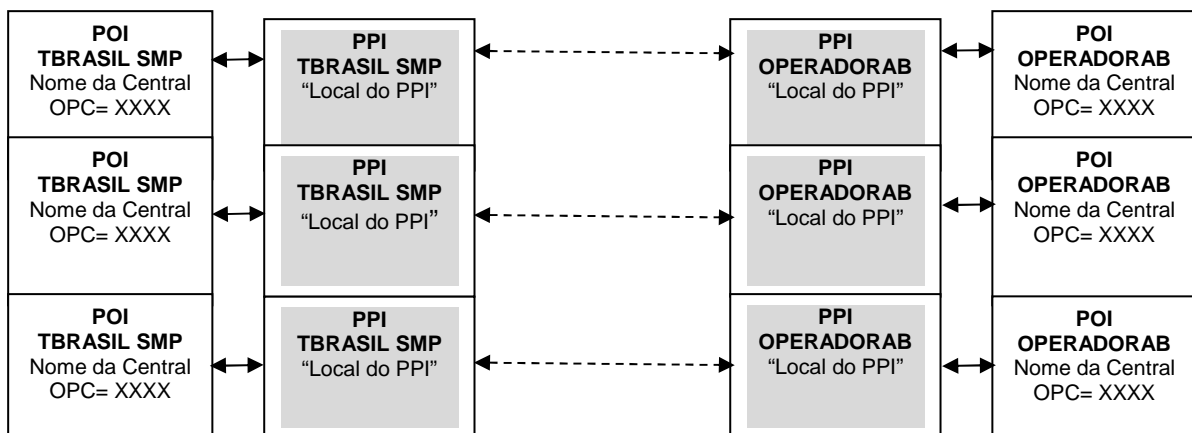 POI
TBRASIL SMP
Nome da Central
OPC= XXXX
PPI
TBRASIL SMP
“Local do PPI”
PPI
OPERADORAB
“Local do PPI”
POI
OPERADORAB
Nome da Central
OPC= XXXX
POI
TBRASIL SMP
Nome da Central
OPC= XXXX
PPI
TBRASIL SMP
“Local do PPI”
PPI
OPERADORAB
“Local do PPI”
POI
OPERADORAB
Nome da Central
OPC= XXXX
POI
TBRASIL SMP
Nome da Central
OPC= XXXX
PPI
TBRASIL SMP
“Local do PPI”
PPI
OPERADORAB
“Local do PPI”
POI
OPERADORAB
Nome da Central
OPC= XXXX